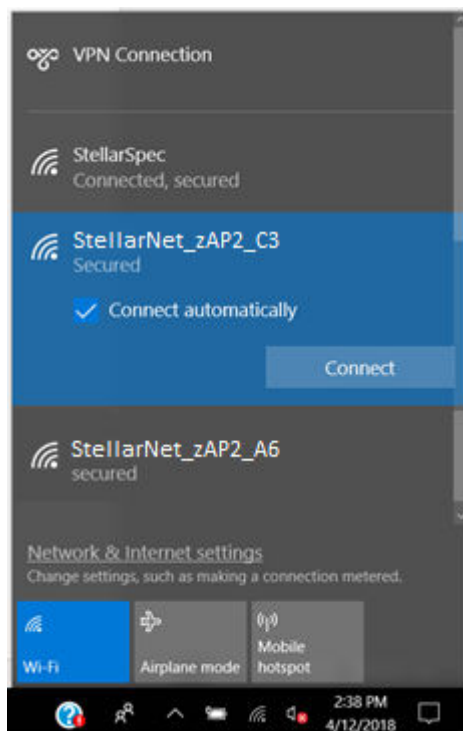 VPN Connection
StellarSpec
Connected, secured
StellarNet_zAP2_C3
Secured
Connect automatically
Connect
StellarNet_zAP2_A6
secured
Network & Internet settings
Change settings, such as making a connection metered.
Wi-Fi
Airplane mode
Mobile
hotspot
2:38 PM
4/12/2018